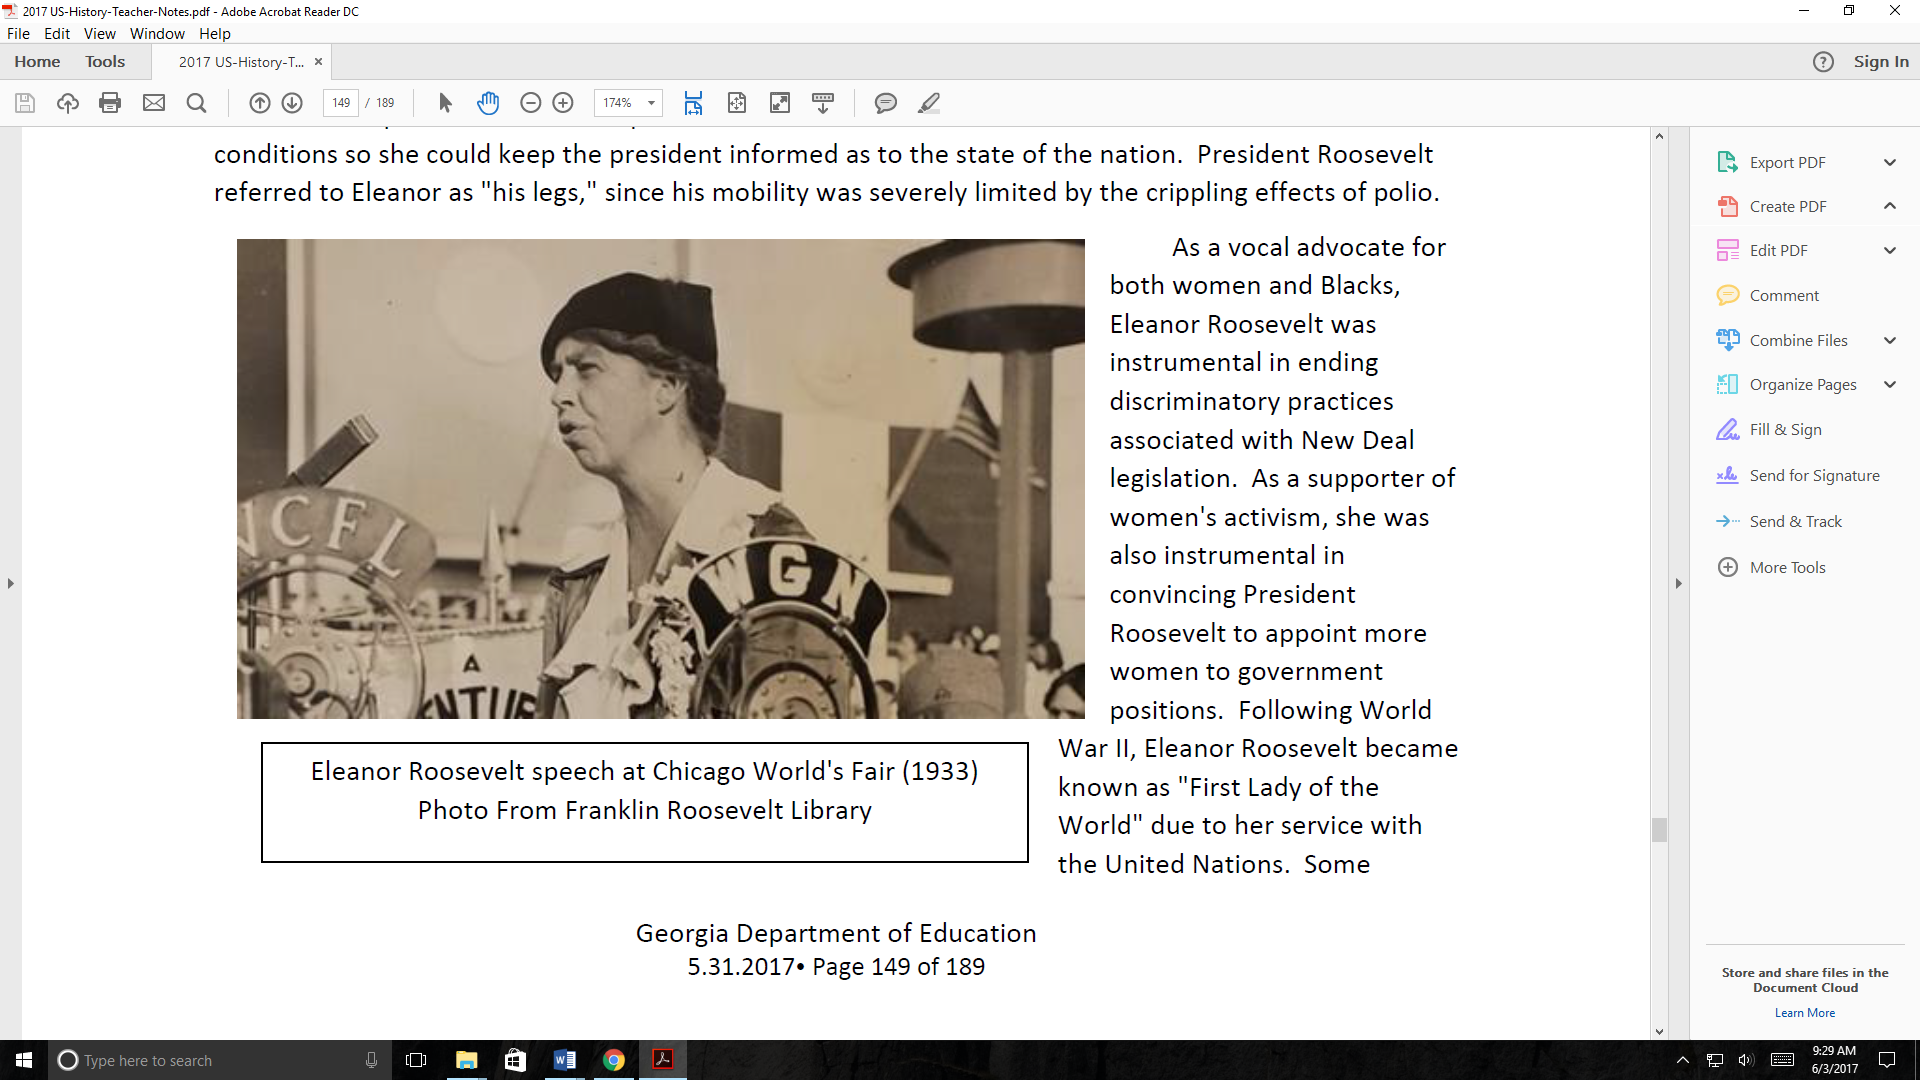 2017 US-History-Teacher-Notes.pdf - Adobe Acrobat Reader DC
File Edit View Window Help
Home Tools 2017 US-History-T... × Sign In
149 / 189 174%
conditions so she could keep the president informed as to the state of the nation. President Roosevelt
referred to Eleanor as "his legs," since his mobility was severely limited by the crippling effects of polio.
As a vocal advocate for
both women and Blacks,
Eleanor Roosevelt was
instrumental in ending
discriminatory practices
associated with New Deal
legislation. As a supporter of
women's activism, she was
also instrumental in
convincing President
Roosevelt to appoint more
women to government
positions. Following World
War II, Eleanor Roosevelt became
known as "First Lady of the
World" due to her service with
the United Nations. Some
WCFL
WGN
A
Eleanor Roosevelt speech at Chicago World's Fair (1933)
Photo From Franklin Roosevelt Library
Georgia Department of Education
5.31.2017• Page 149 of 189
Export PDF
Create PDF
Edit PDF
Comment
Combine Files
Organize Pages
Fill & Sign
Send for Signature
Send & Track
More Tools
Store and share files in the
Document Cloud
Learn More
Type here to search
9:29 AM
6/3/2017